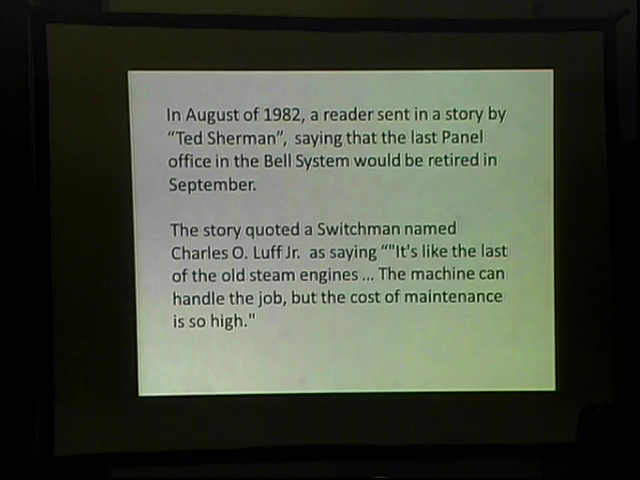 In August of 1982, a reader sent in a story by
“Ted Sherman”,  saying that the last Panel
office in the Bell System would be retired in
September.
The story quoted a Switchman named
Charles O. Luff Jr.  as saying “"It's like the last
of the old steam engines ... The machine can
handle the job, but the cost of maintenance
is so high."